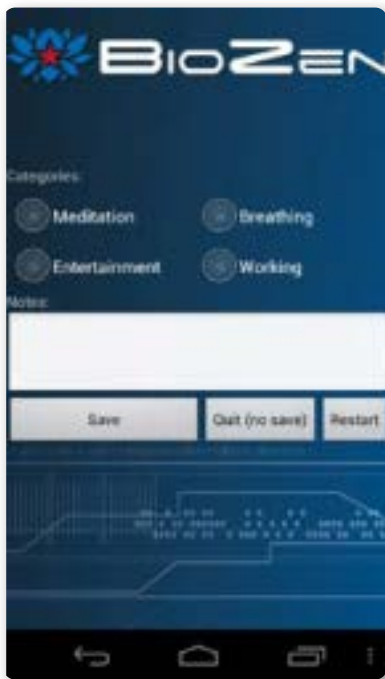 BioZen
Categories:
Meditation Breathing
Entertainment Working
Notes:
Save Quit (no save) Restart